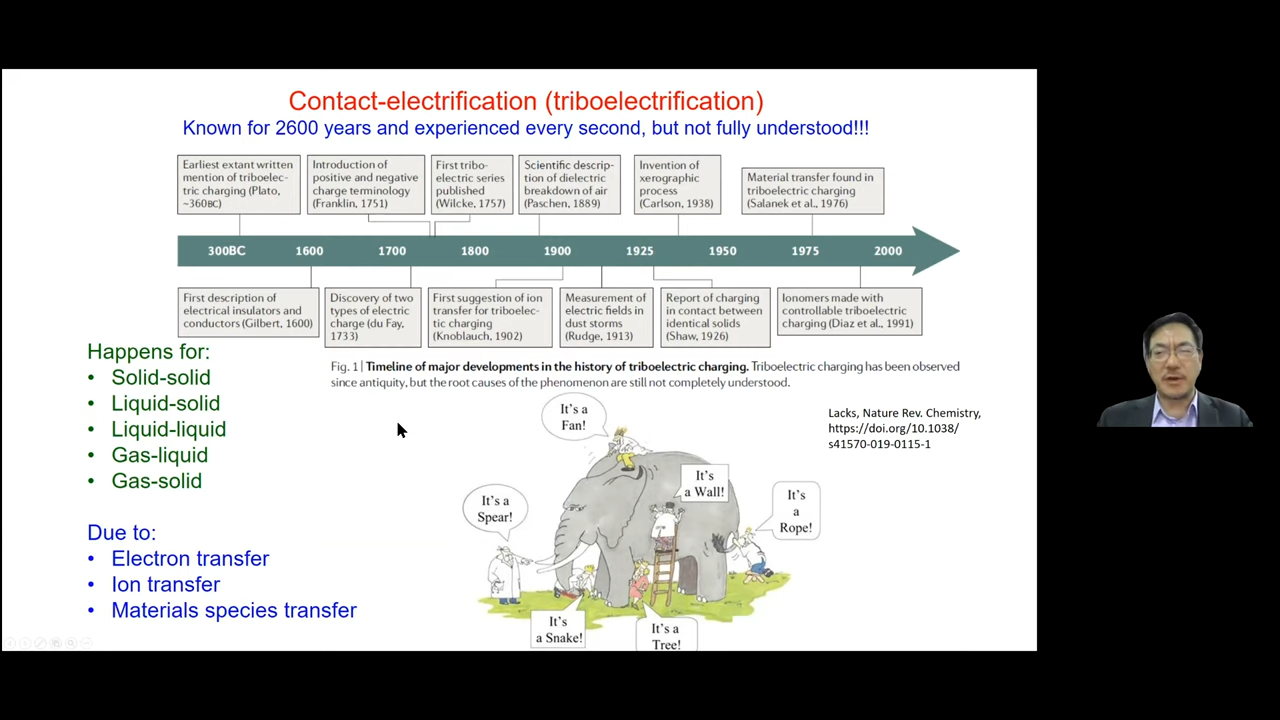 Contact-electrification (triboelectrification)
Known for 2600 years and experienced every second, but not fully understood!!!
Earliest extant written
mention of triboelec-
tric charging (Plato,
~360BC)
Introduction of
positive and negative
charge terminology
(Franklin, 1751)
First tribo-
electric series
published
(Wilcke, 1757)
Scientific descrip-
tion of dielectric
breakdown of air
(Paschen, 1889)
Invention of
xerographic
process
(Carlson, 1938)
Material transfer found in
triboelectric charging
(Salanek et al., 1976)
300BC 1600 1700 1800 1900 1925 1950 1975 2000
First description of
electrical insulators and
conductors (Gilbert, 1600)
Discovery of two
types of electric
charge (du Fay,
1733)
First suggestion of ion
transfer for triboelec-
tric charging
(Knoblauch, 1902)
Measurement of
electric fields in
dust storms
(Rudge, 1913)
Report of charging
in contact between
identical solids
(Shaw, 1926)
Ionomers made with
controllable triboelectric
charging (Diaz et al., 1991)
Fig. 1 | Timeline of major developments in the history of triboelectric charging. Triboelectric charging has been observed
since antiquity, but the root causes of the phenomenon are still not completely understood.
Happens for:
• Solid-solid
• Liquid-solid
• Liquid-liquid
• Gas-liquid
• Gas-solid
Due to:
• Electron transfer
• Ion transfer
• Materials species transfer
It's a
Fan!
It's
a Wall!
It's a
Spear!
It's
a
Rope!
It's
a Snake!
It's a
Tree!
Lacks, Nature Rev. Chemistry,
https://doi.org/10.1038/
s41570-019-0115-1